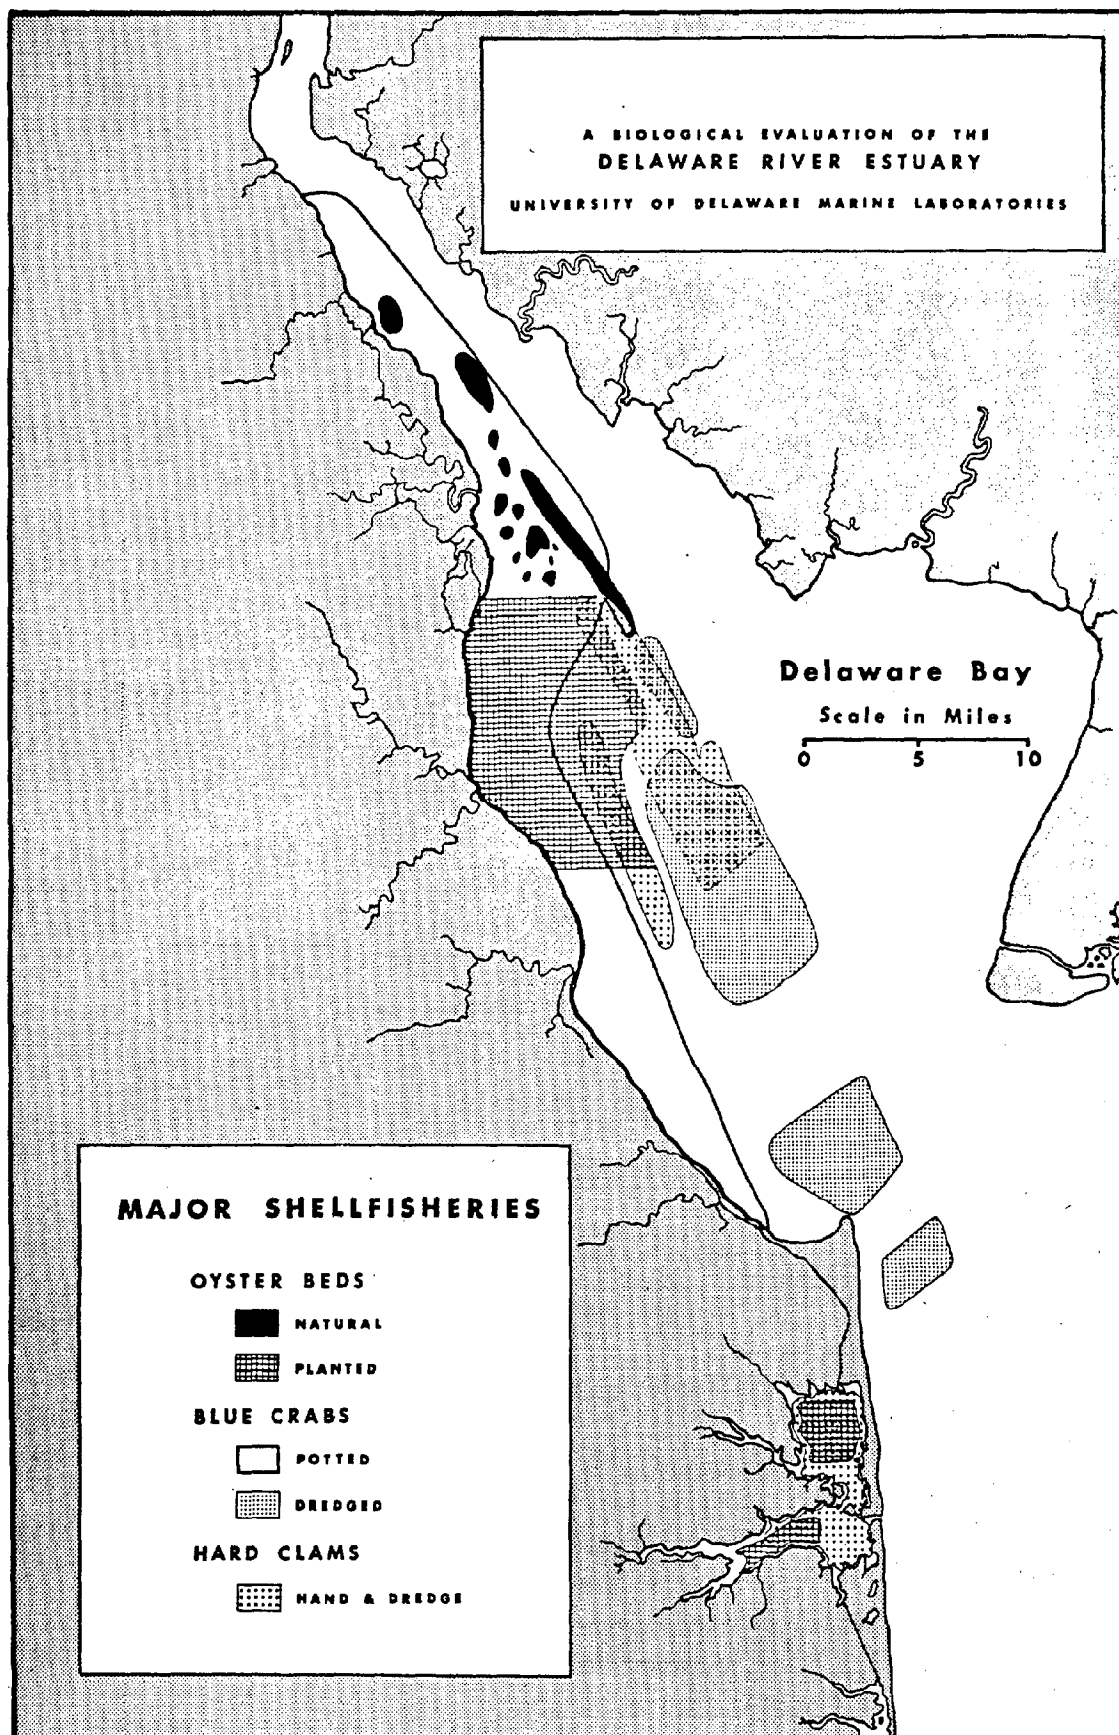 A BIOLOGICAL EVALUATION OF THE
DELAWARE RIVER ESTUARY
UNIVERSITY OF DELAWARE MARINE LABORATORIES
Delaware Bay
Scale in Miles
0 5 10
MAJOR SHELLFISHERIES
OYSTER BEDS
NATURAL
PLANTED
BLUE CRABS
POTTED
DREDGED
HARD CLAMS
HAND & DREDGE